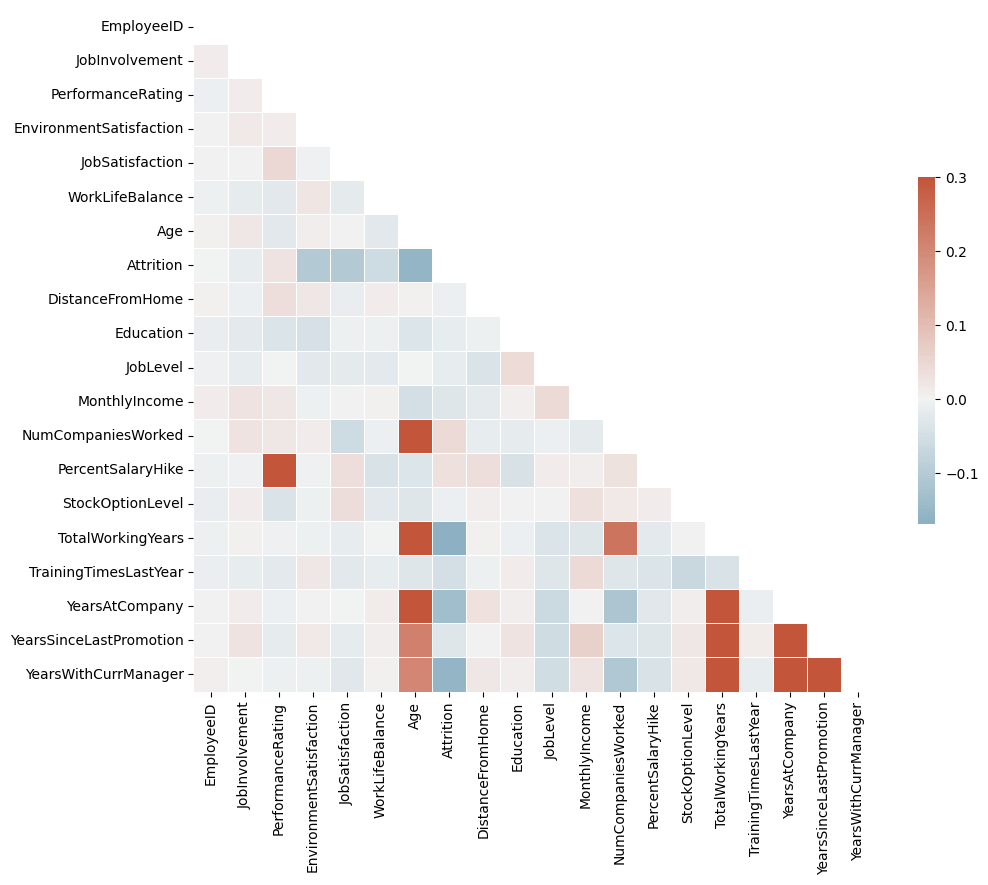 EmployeeID
JobInvolvement
PerformanceRating
EnvironmentSatisfaction
JobSatisfaction
WorkLifeBalance
Age
Attrition
DistanceFromHome
Education
JobLevel
MonthlyIncome
NumCompaniesWorked
PercentSalaryHike
StockOptionLevel
TotalWorkingYears
TrainingTimesLastYear
YearsAtCompany
YearsSinceLastPromotion
YearsWithCurrManager
EmployeeID
JobInvolvement
PerformanceRating
EnvironmentSatisfaction
JobSatisfaction
WorkLifeBalance
Age
Attrition
DistanceFromHome
Education
JobLevel
MonthlyIncome
NumCompaniesWorked
PercentSalaryHike
StockOptionLevel
TotalWorkingYears
TrainingTimesLastYear
YearsAtCompany
YearsSinceLastPromotion
YearsWithCurrManager
0.3
0.2
0.1
0.0
−0.1